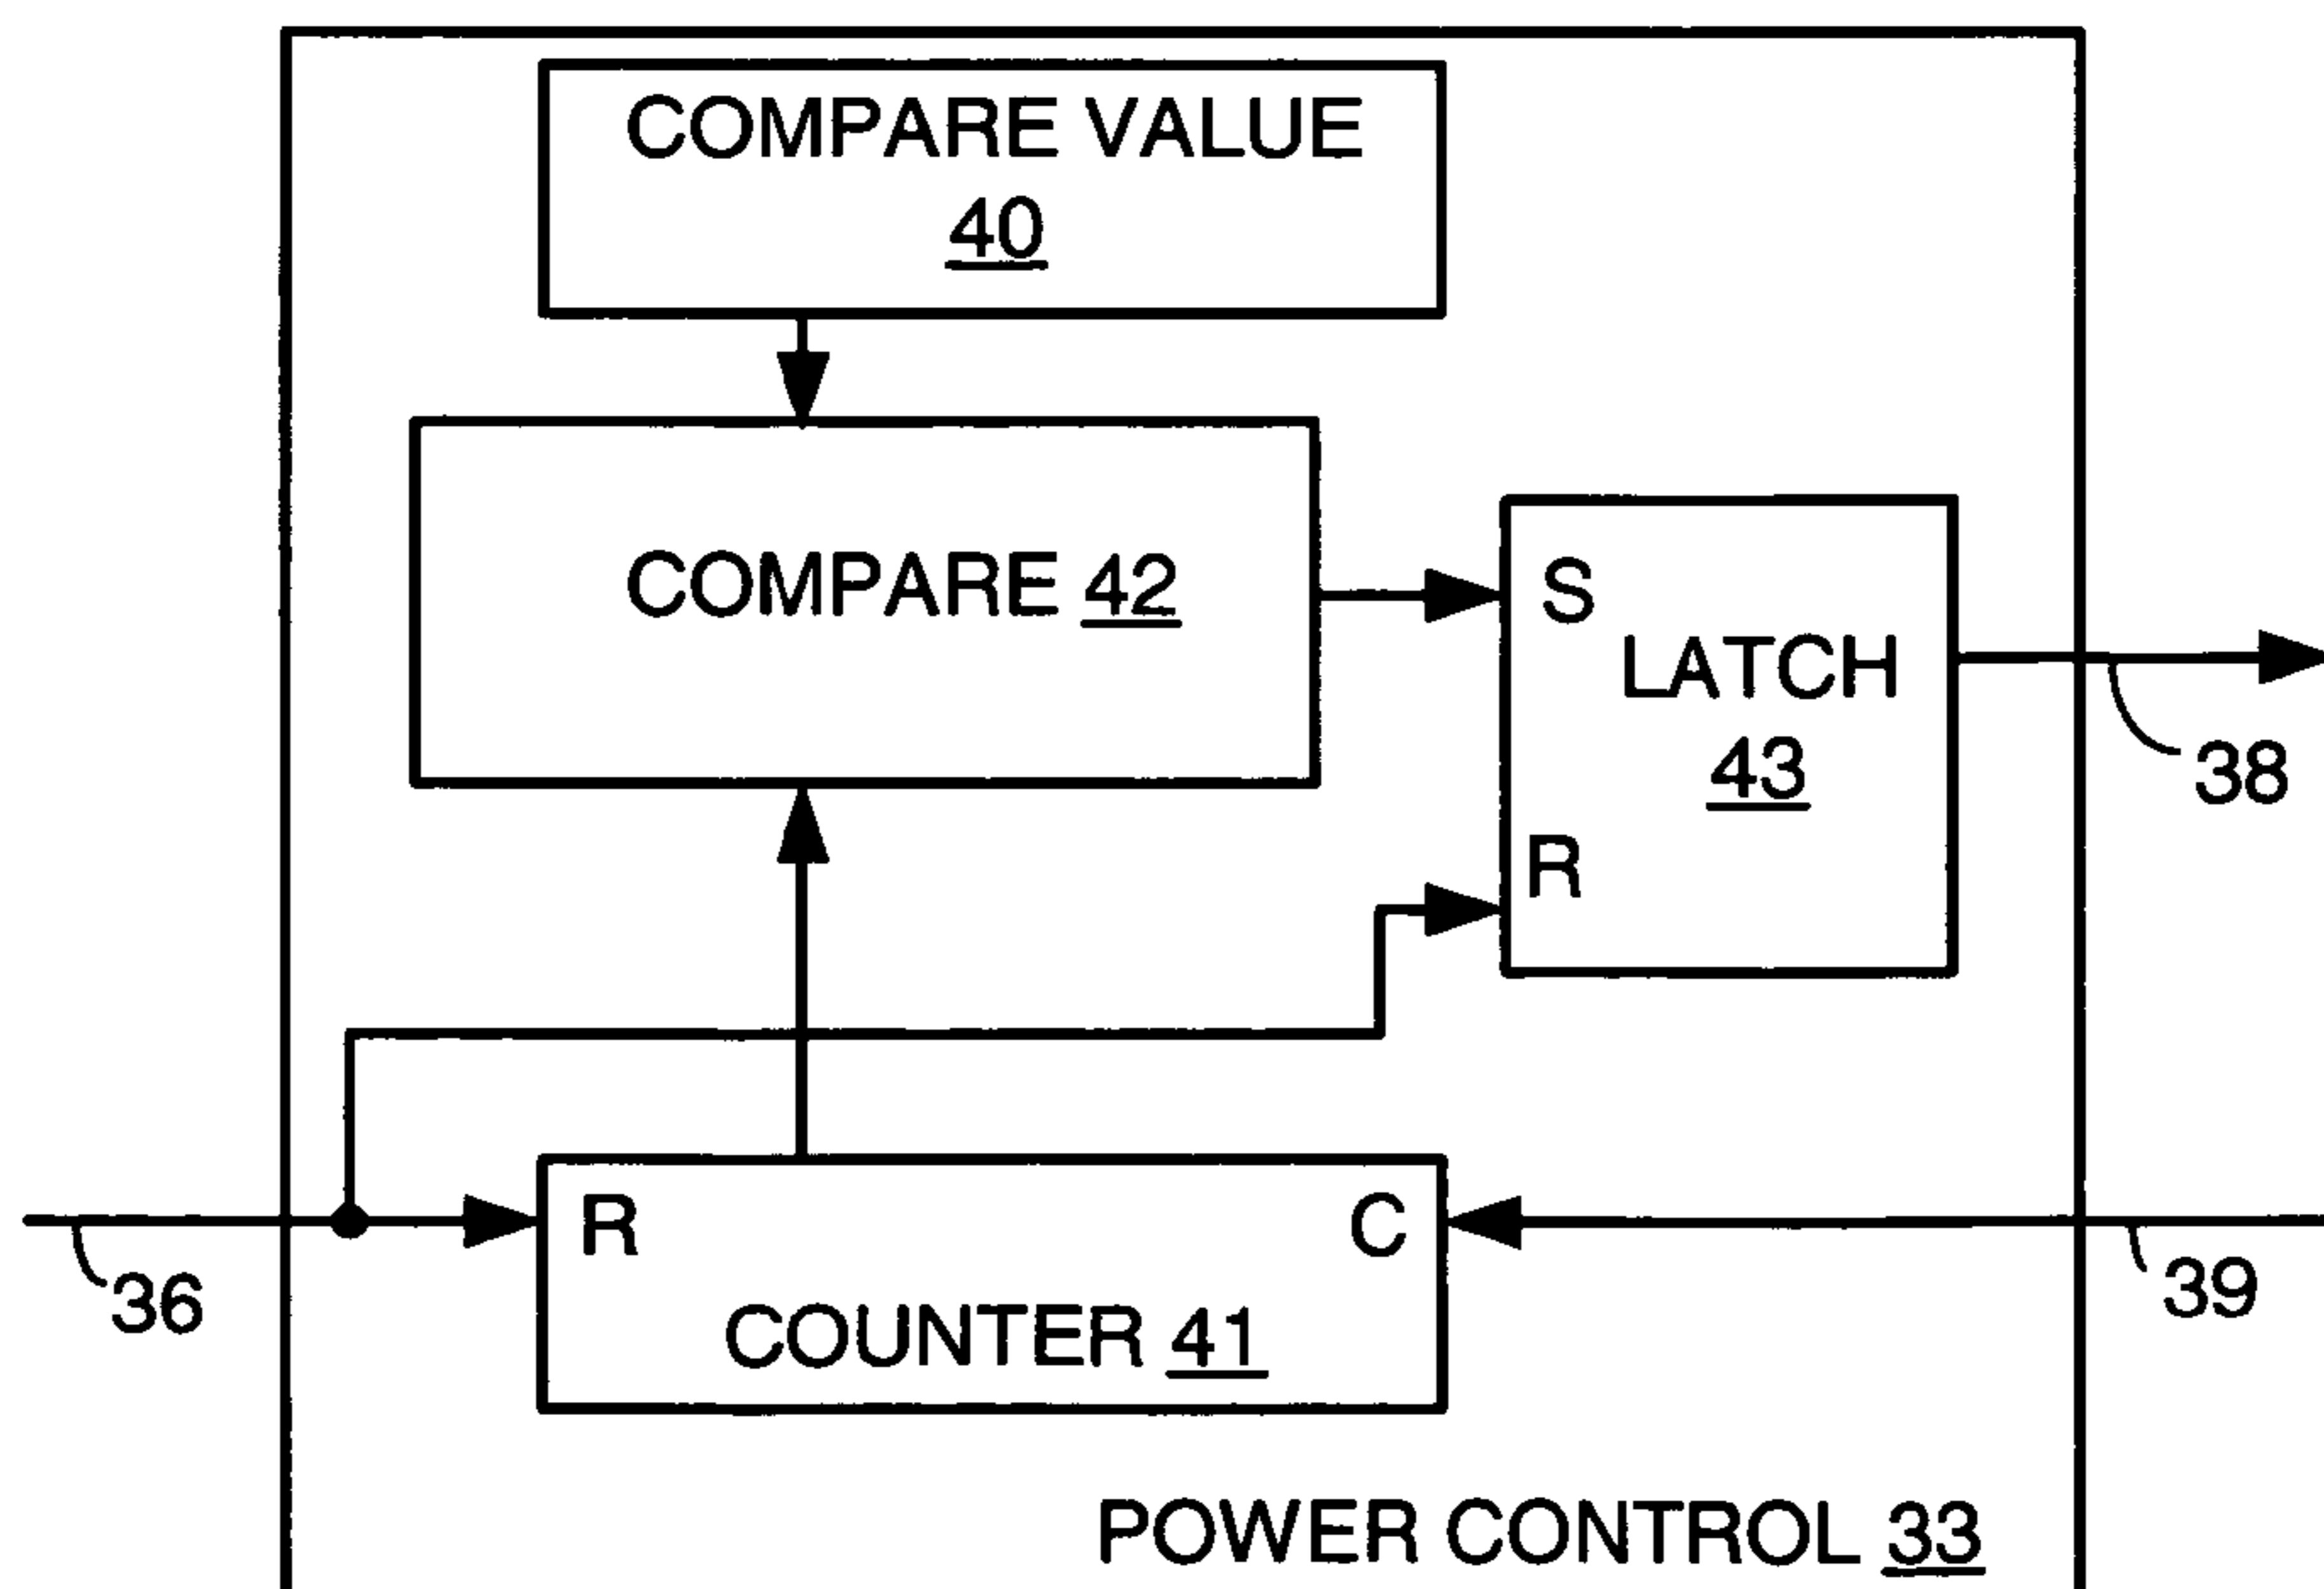 COMPARE VALUE
40
COMPARE 42
S
LATCH
43
38
R
R
C
36
39
COUNTER 41
POWER CONTROL 33